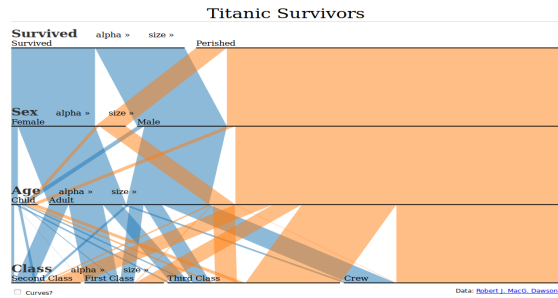 Titanic Survivors
Survived alpha » size »
Survived Perished
Sex alpha » size »
Female Male
Age alpha » size »
Child Adult
Class alpha » size »
Second Class First Class Third Class Crew
Curves? Data: Robert J. MacG. Dawson